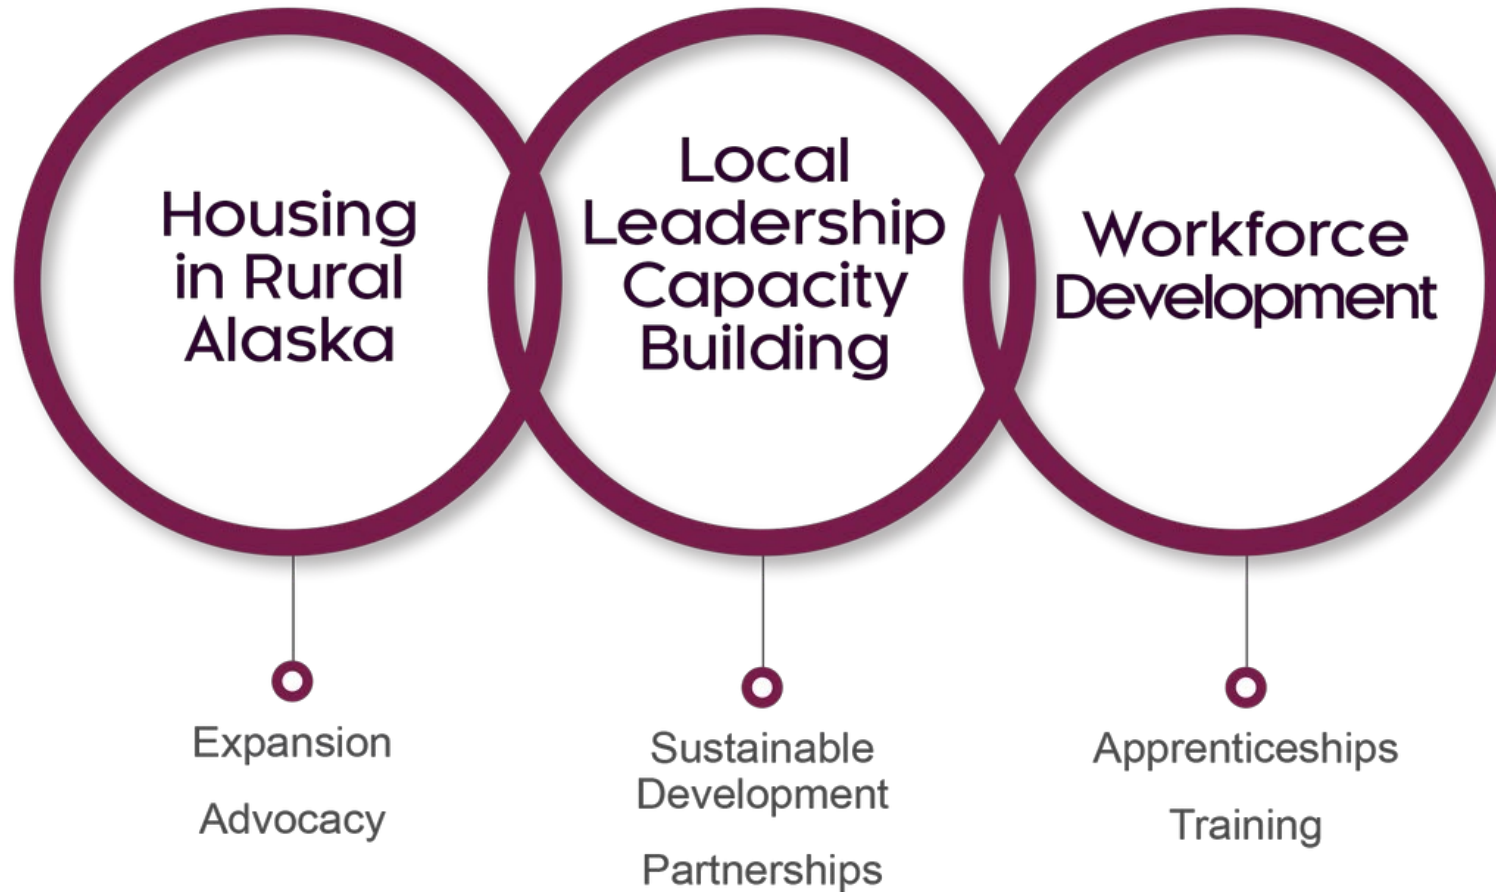 Housing
in Rural
Alaska
Local
Leadership
Capacity
Building
Workforce
Development
Expansion
Advocacy
Sustainable
Development
Partnerships
Apprenticeships
Training